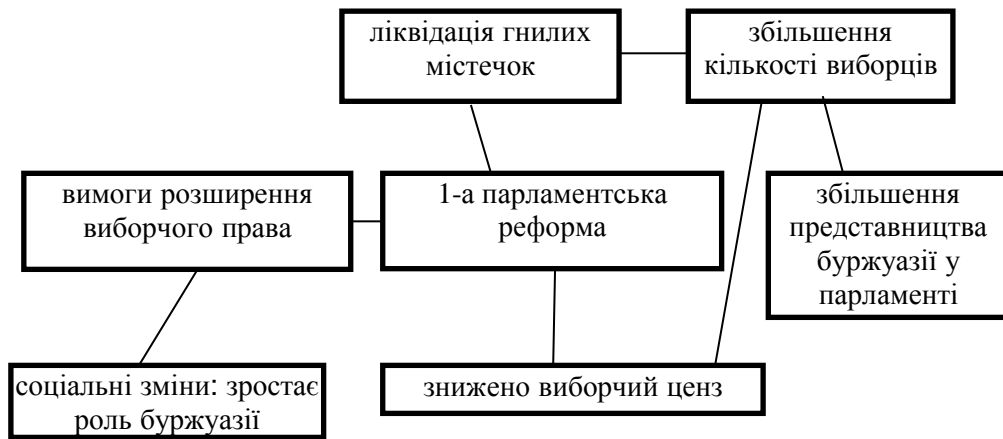 ліквідація гнилих
містечок
збільшення
кількості виборців
вимоги розширення
виборчого права
1-а парламентська
реформа
збільшення
представництва
буржуазії у
парламенті
соціальні зміни: зростає
роль буржуазії
знижено виборчий ценз